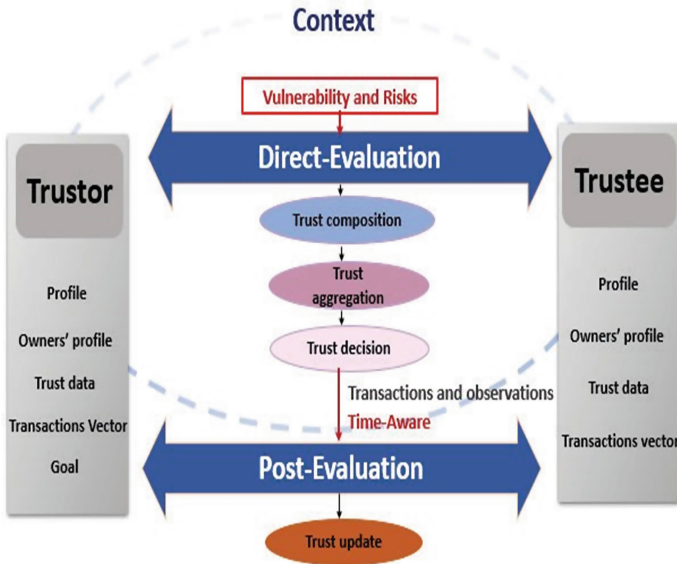 Context
Vulnerability and Risks
Direct-Evaluation
Trustor
Profile
Owners' profile
Trust data
Transactions Vector
Goal
Trust composition
Trust
aggregation
Trust decision
Transactions and observations
Time-Aware
Post-Evaluation
Trust update
Trustee
Profile
Owners' profile
Trust data
Transactions vector